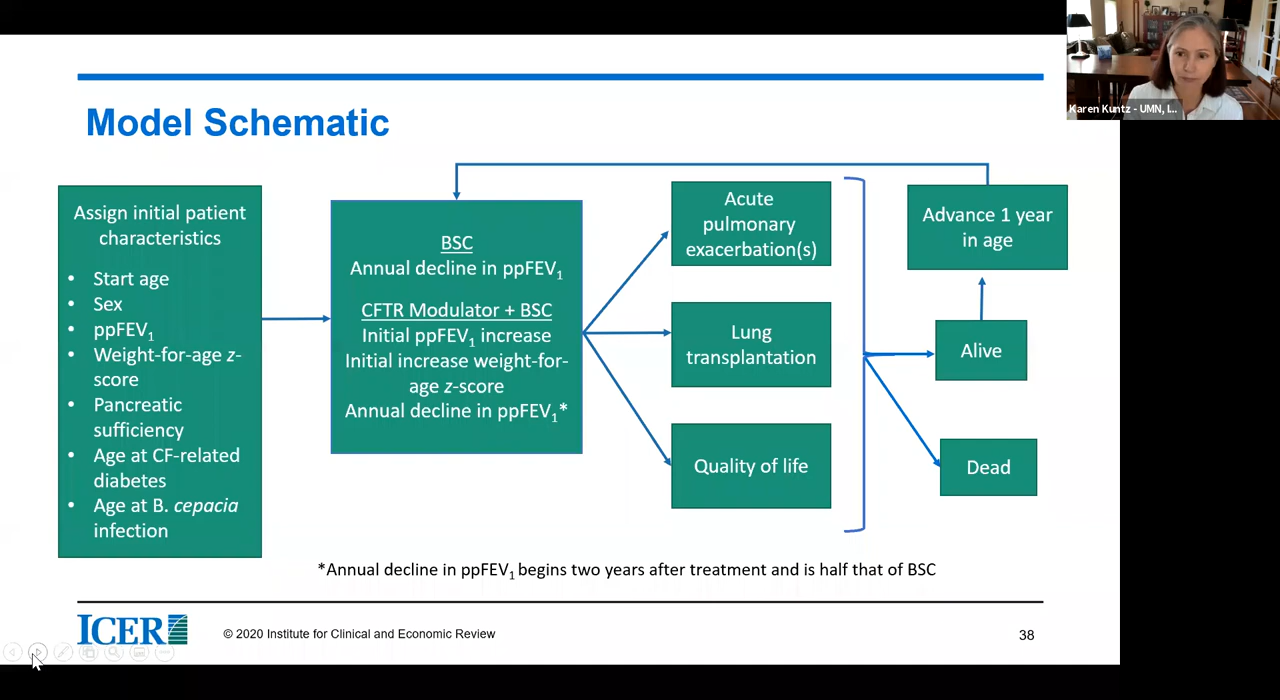 Karen Kuntz - UMN, I...
Model Schematic
Assign initial patient
characteristics
• Start age
• Sex
• ppFEV₁
• Weight-for-age z-
score
• Pancreatic
sufficiency
• Age at CF-related
diabetes
• Age at B. cepacia
infection
BSC
Annual decline in ppFEV₁
CFTR Modulator + BSC
Initial ppFEV₁ increase
Initial increase weight-for-
age z-score
Annual decline in ppFEV₁*
Acute
pulmonary
exacerbation(s)
Lung
transplantation
Quality of life
Advance 1 year
in age
Alive
Dead
*Annual decline in ppFEV₁ begins two years after treatment and is half that of BSC
ICER
© 2020 Institute for Clinical and Economic Review
38